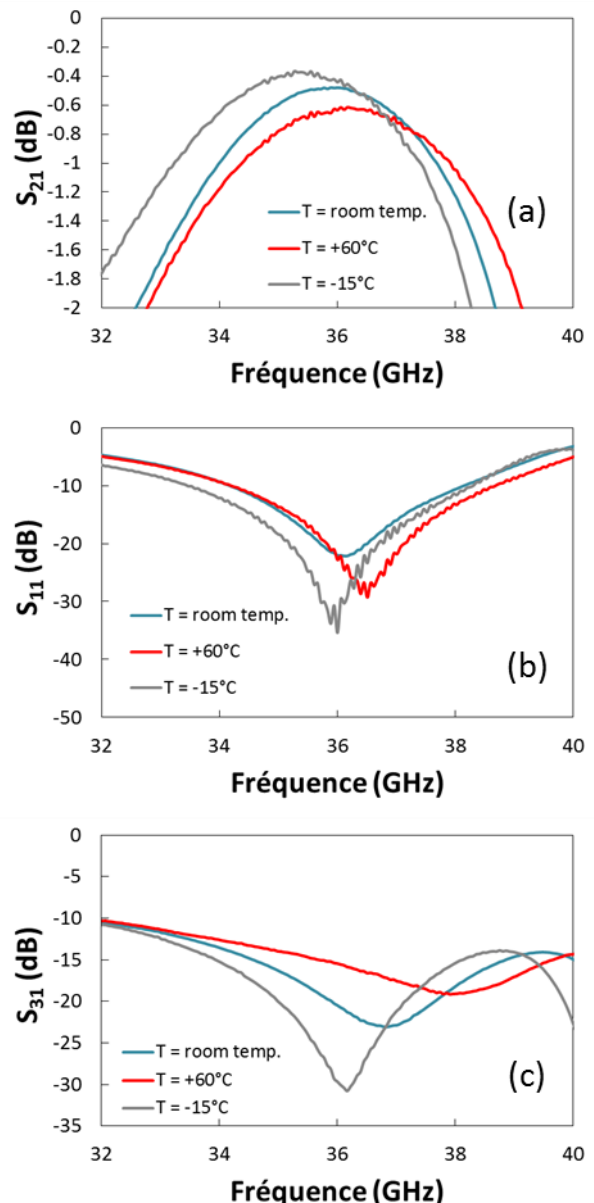 0
-0.2
-0.4
-0.6
-0.8
-1
-1.2
-1.4
-1.6
-1.8
-2
S21 (dB)
(a)
T = room temp.
T = +60°C
T = -15°C
32 34 36 38 40
Fréquence (GHz)
0
-10
-20
-30
-40
-50
S11 (dB)
T = room temp.
T = +60°C
T = -15°C
(b)
32 34 36 38 40
Fréquence (GHz)
0
-5
-10
-15
-20
-25
-30
-35
S31 (dB)
T = room temp.
T = +60°C
T = -15°C
(c)
32 34 36 38 40
Fréquence (GHz)